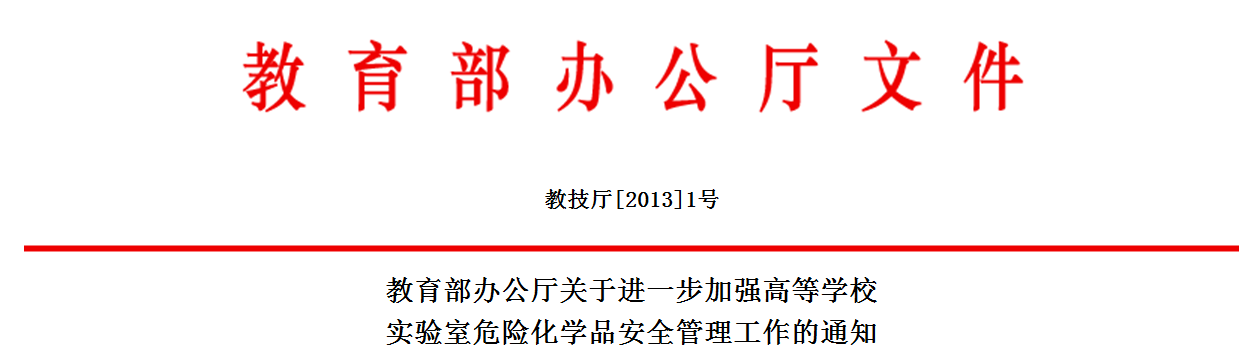 教育部办公厅文件
教技厅[2013]1号
教育部办公厅关于进一步加强高等学校
实验室危险化学品安全管理工作的通知